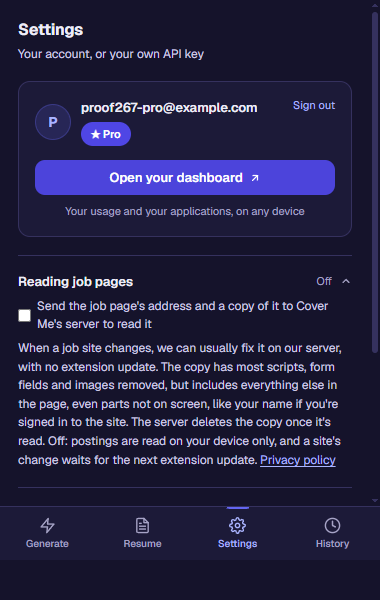 Settings
Your account, or your own API key
P
proof267-pro@example.com
Sign out
★ Pro
Open your dashboard ↗
Your usage and your applications, on any device
Reading job pages
Off
Send the job page's address and a copy of it to Cover
Me's server to read it
When a job site changes, we can usually fix it on our server,
with no extension update. The copy has most scripts, form
fields and images removed, but includes everything else in
the page, even parts not on screen, like your name if you're
signed in to the site. The server deletes the copy once it's
read. Off: postings are read on your device only, and a site's
change waits for the next extension update. Privacy policy
Generate
Resume
Settings
History